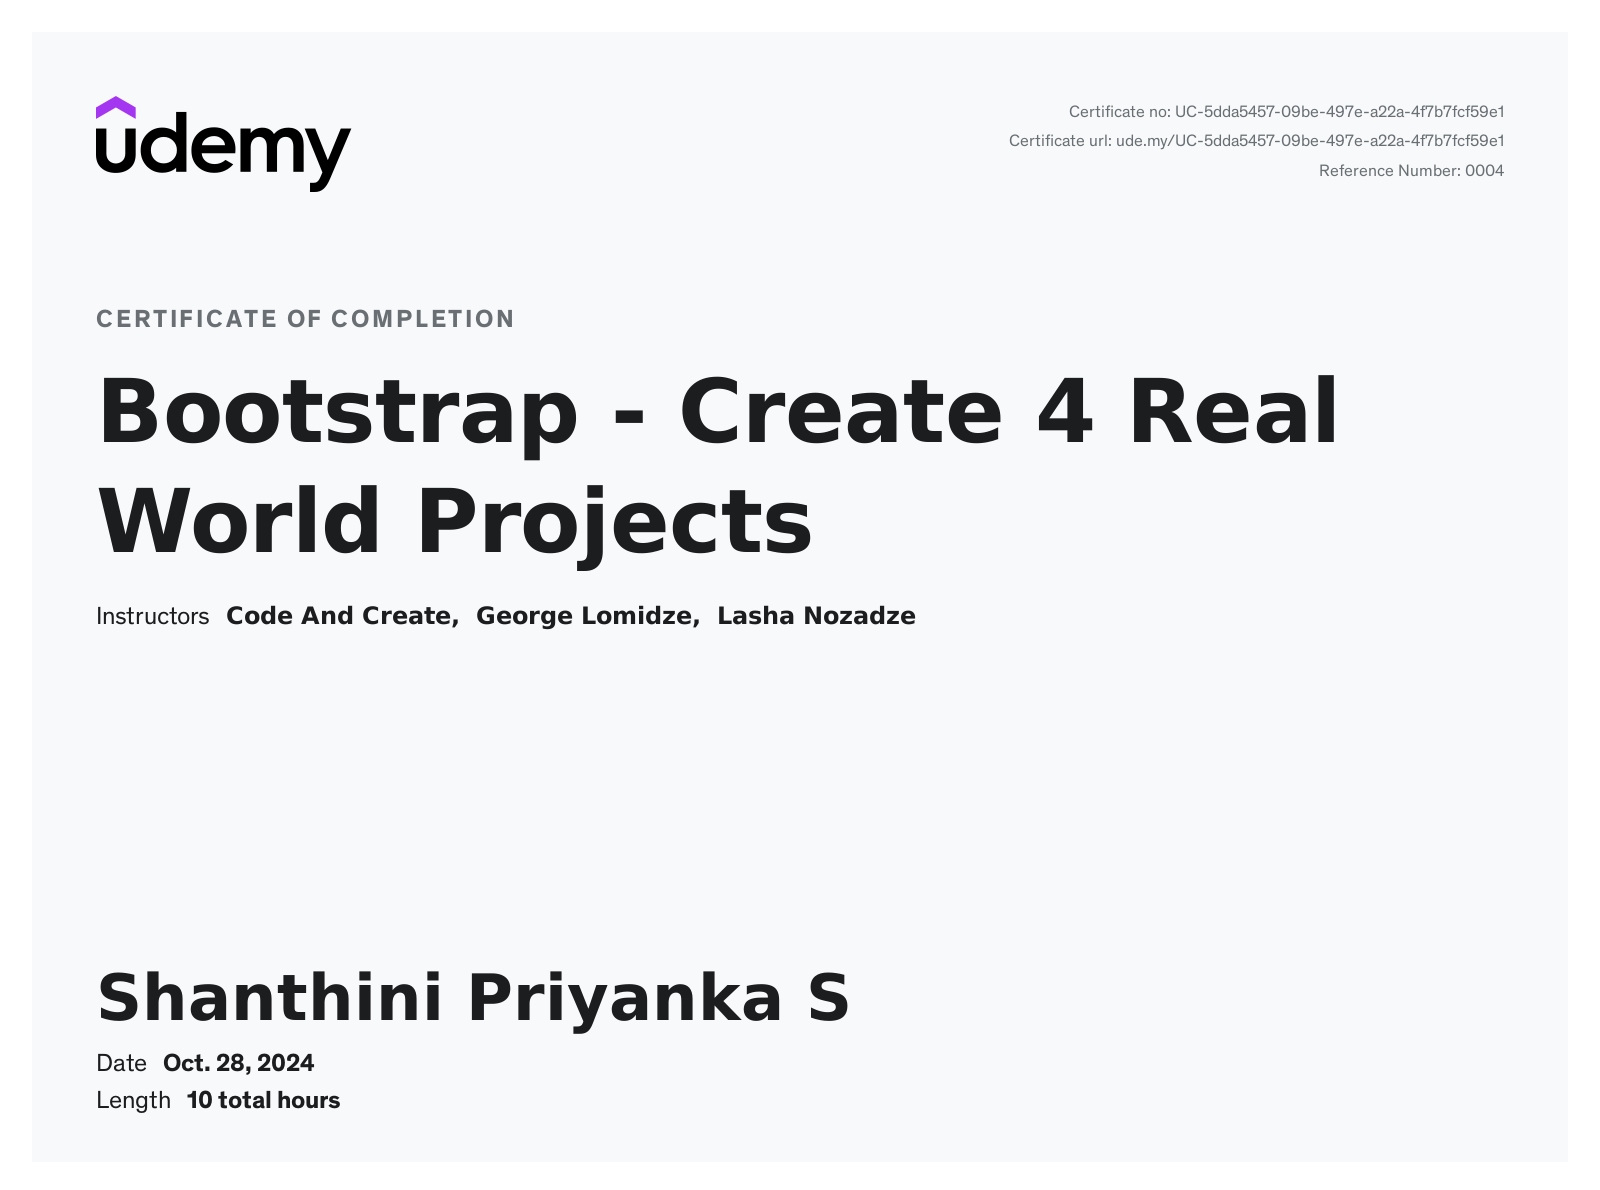 udemy
Certificate no: UC-5dda5457-09be-497e-a22a-4f7b7fcf59e1
Certificate url: ude.my/UC-5dda5457-09be-497e-a22a-4f7b7fcf59e1
Reference Number: 0004
CERTIFICATE OF COMPLETION
Bootstrap - Create 4 Real
World Projects
Instructors Code And Create, George Lomidze, Lasha Nozadze
Shanthini Priyanka S
Date Oct. 28, 2024
Length 10 total hours